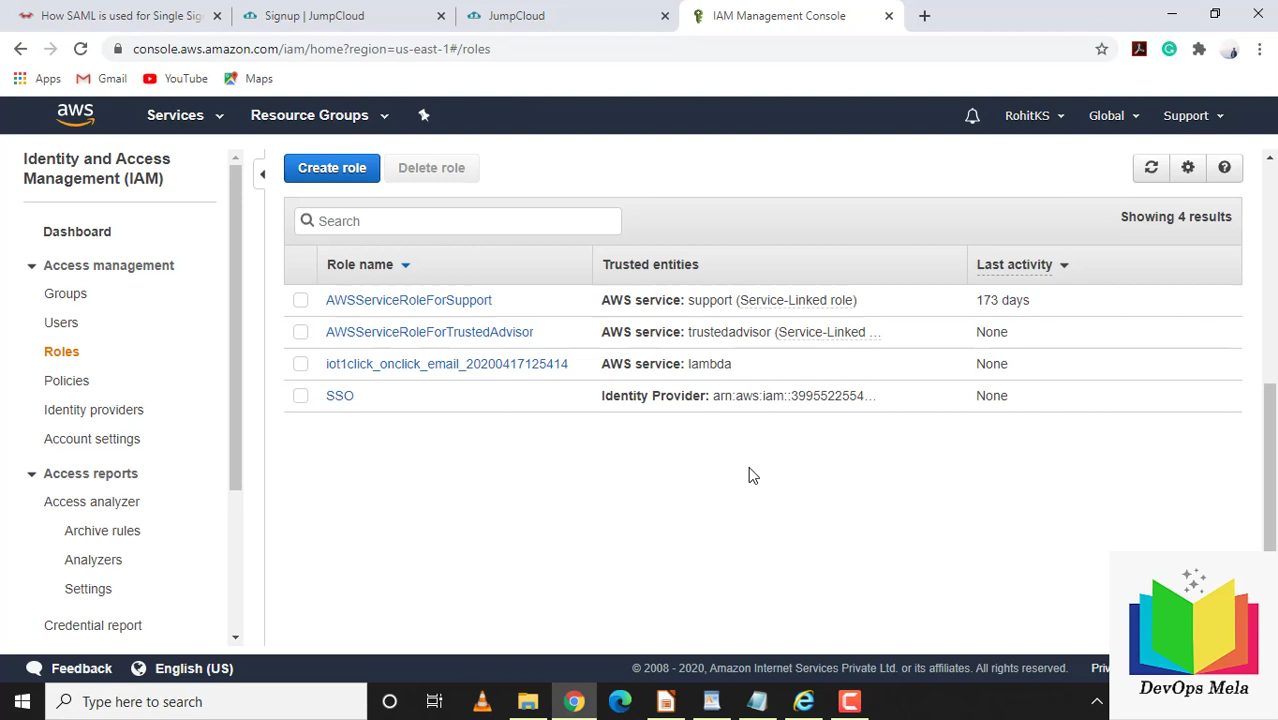 How SAML is used for Single Sig
Signup | JumpCloud
JumpCloud
IAM Management Console
console.aws.amazon.com/iam/home?region=us-east-1#/roles
Apps
Gmail
YouTube
Maps
aws
Services
Resource Groups
RohitKS
Global
Support
Identity and Access
Management (IAM)
Dashboard
Access management
Groups
Users
Roles
Policies
Identity providers
Account settings
Access reports
Access analyzer
Archive rules
Analyzers
Settings
Credential report
Create role
Delete role
Search
Showing 4 results
Role name
Trusted entities
Last activity
AWSServiceRoleForSupport
AWS service: support (Service-Linked role)
173 days
AWSServiceRoleForTrustedAdvisor
AWS service: trustedadvisor (Service-Linked ...
None
iot1click_onclick_email_20200417125414
AWS service: lambda
None
SSO
Identity Provider: arn:aws:iam::3995522554...
None
DevOps Mela
Feedback
English (US)
© 2008 - 2020, Amazon Internet Services Private Ltd. or its affiliates. All rights reserved.
Type here to search